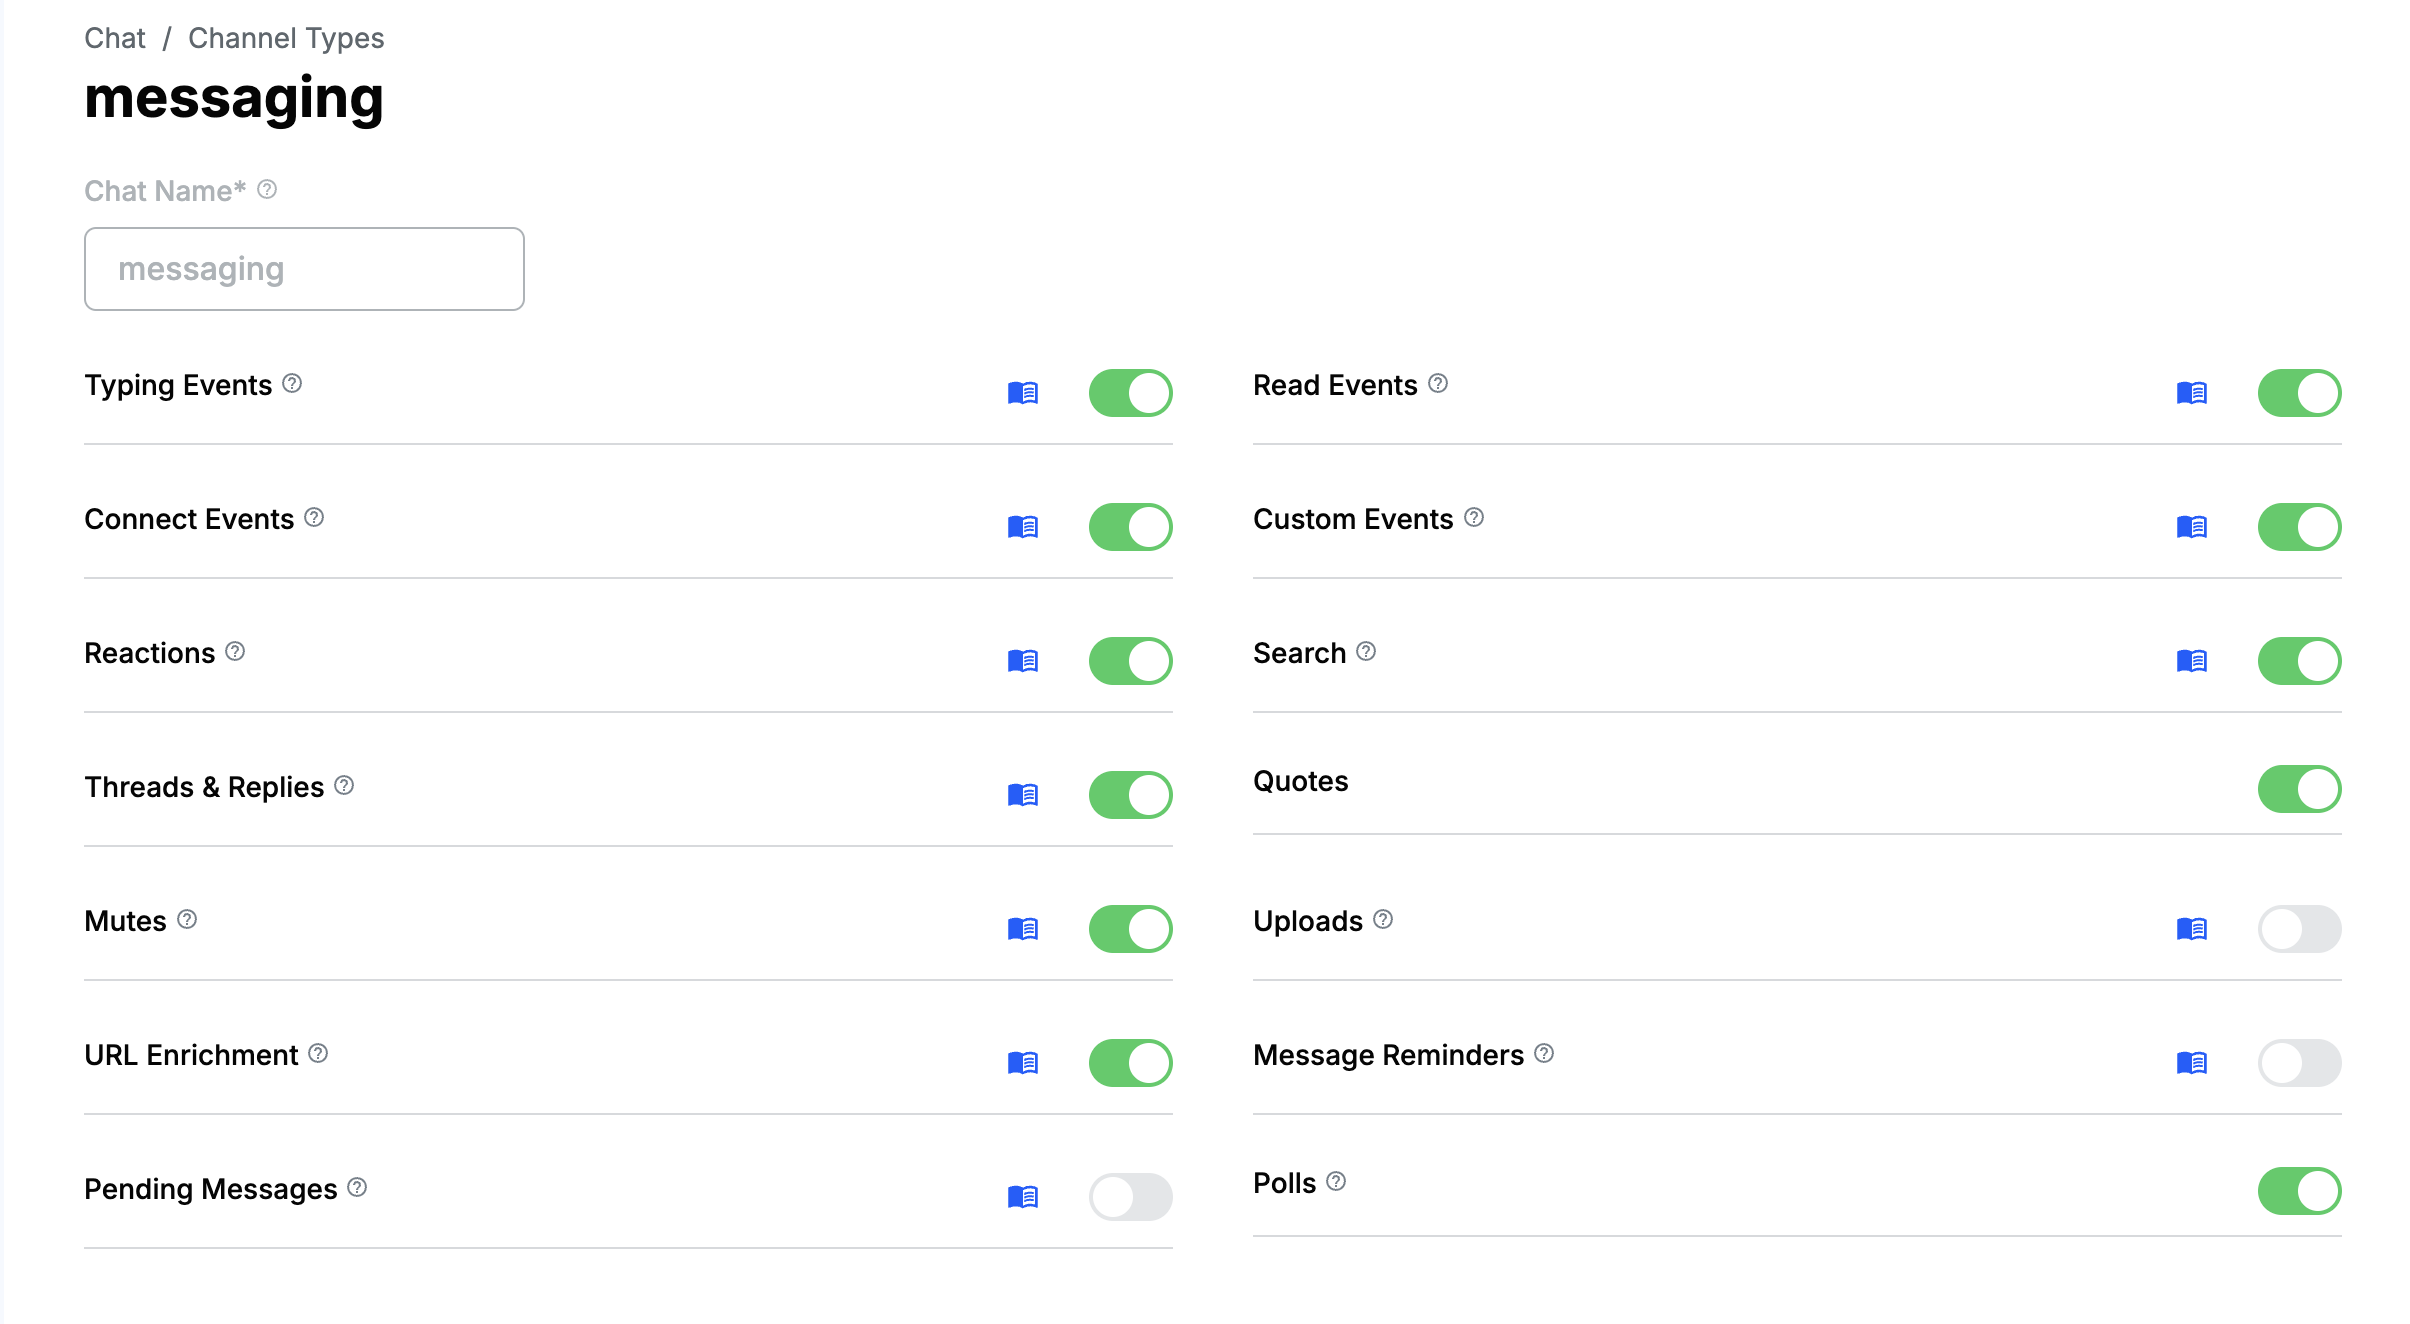 Chat / Channel Types
messaging
Chat Name*
messaging
Typing Events
Read Events
Connect Events
Custom Events
Reactions
Search
Threads & Replies
Quotes
Mutes
Uploads
URL Enrichment
Message Reminders
Pending Messages
Polls